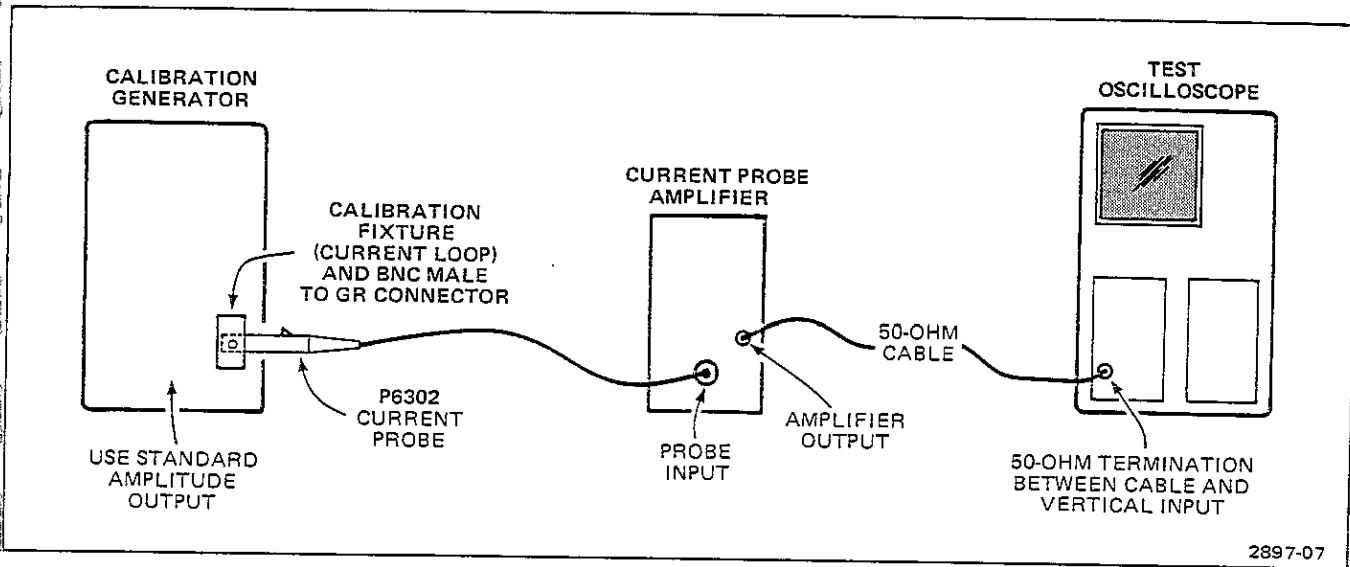 CALIBRATION
GENERATOR
CALIBRATION
FIXTURE
(CURRENT LOOP)
AND BNC MALE
TO GR CONNECTOR
P6302
CURRENT
PROBE
USE STANDARD
AMPLITUDE
OUTPUT
CURRENT PROBE
AMPLIFIER
PROBE
INPUT
AMPLIFIER
OUTPUT
50-OHM
CABLE
TEST
OSCILLOSCOPE
50-OHM TERMINATION
BETWEEN CABLE AND
VERTICAL INPUT
2897-07